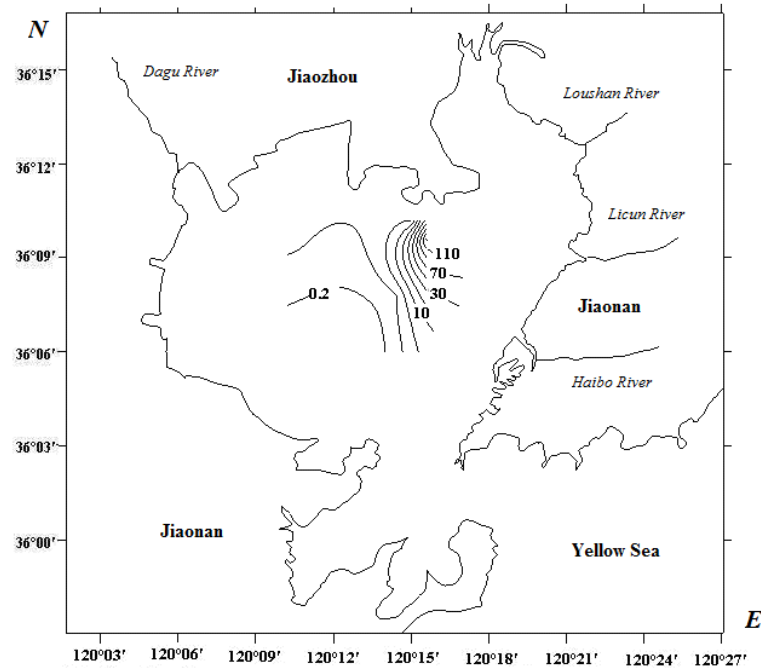 N
36°15′
Dagu River
Jiaozhou
Loushan River
36°12′
Licun River
36°09′
110
70
0.2
30
10
Jiaonan
36°06′
Haibo River
36°03′
Jiaonan
36°00′
Yellow Sea
E
120°03′ 120°06′ 120°09′ 120°12′ 120°15′ 120°18′ 120°21′ 120°24′ 120°27′